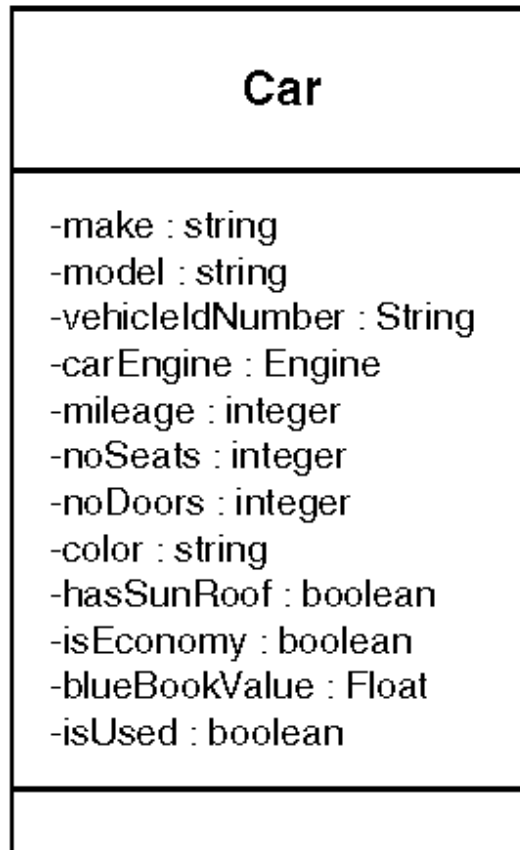 Car
-make : string
-model : string
-vehicleIdNumber : String
-carEngine : Engine
-mileage : integer
-noSeats : integer
-noDoors : integer
-color : string
-hasSunRoof : boolean
-isEconomy : boolean
-blueBookValue : Float
-isUsed : boolean